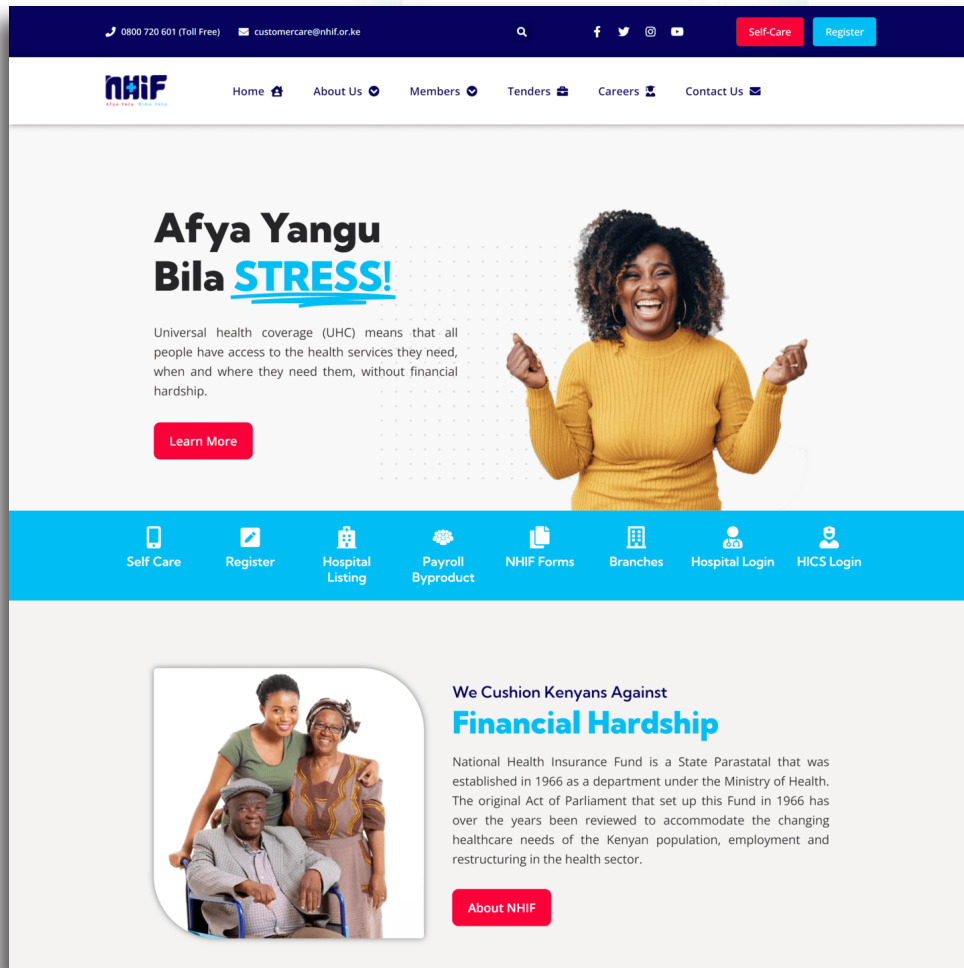 0800 720 601 (Toll Free) customercare@nhif.or.ke Self-Care Register
NHiF
Afya Yetu, Bima Yetu
Home About Us Members Tenders Careers Contact Us
Afya Yangu
Bila STRESS!
Universal health coverage (UHC) means that all
people have access to the health services they need,
when and where they need them, without financial
hardship.
Learn More
Self Care
Register
Hospital
Listing
Payroll
Byproduct
NHIF Forms
Branches
Hospital Login
HICS Login
We Cushion Kenyans Against
Financial Hardship
National Health Insurance Fund is a State Parastatal that was
established in 1966 as a department under the Ministry of Health.
The original Act of Parliament that set up this Fund in 1966 has
over the years been reviewed to accommodate the changing
healthcare needs of the Kenyan population, employment and
restructuring in the health sector.
About NHIF